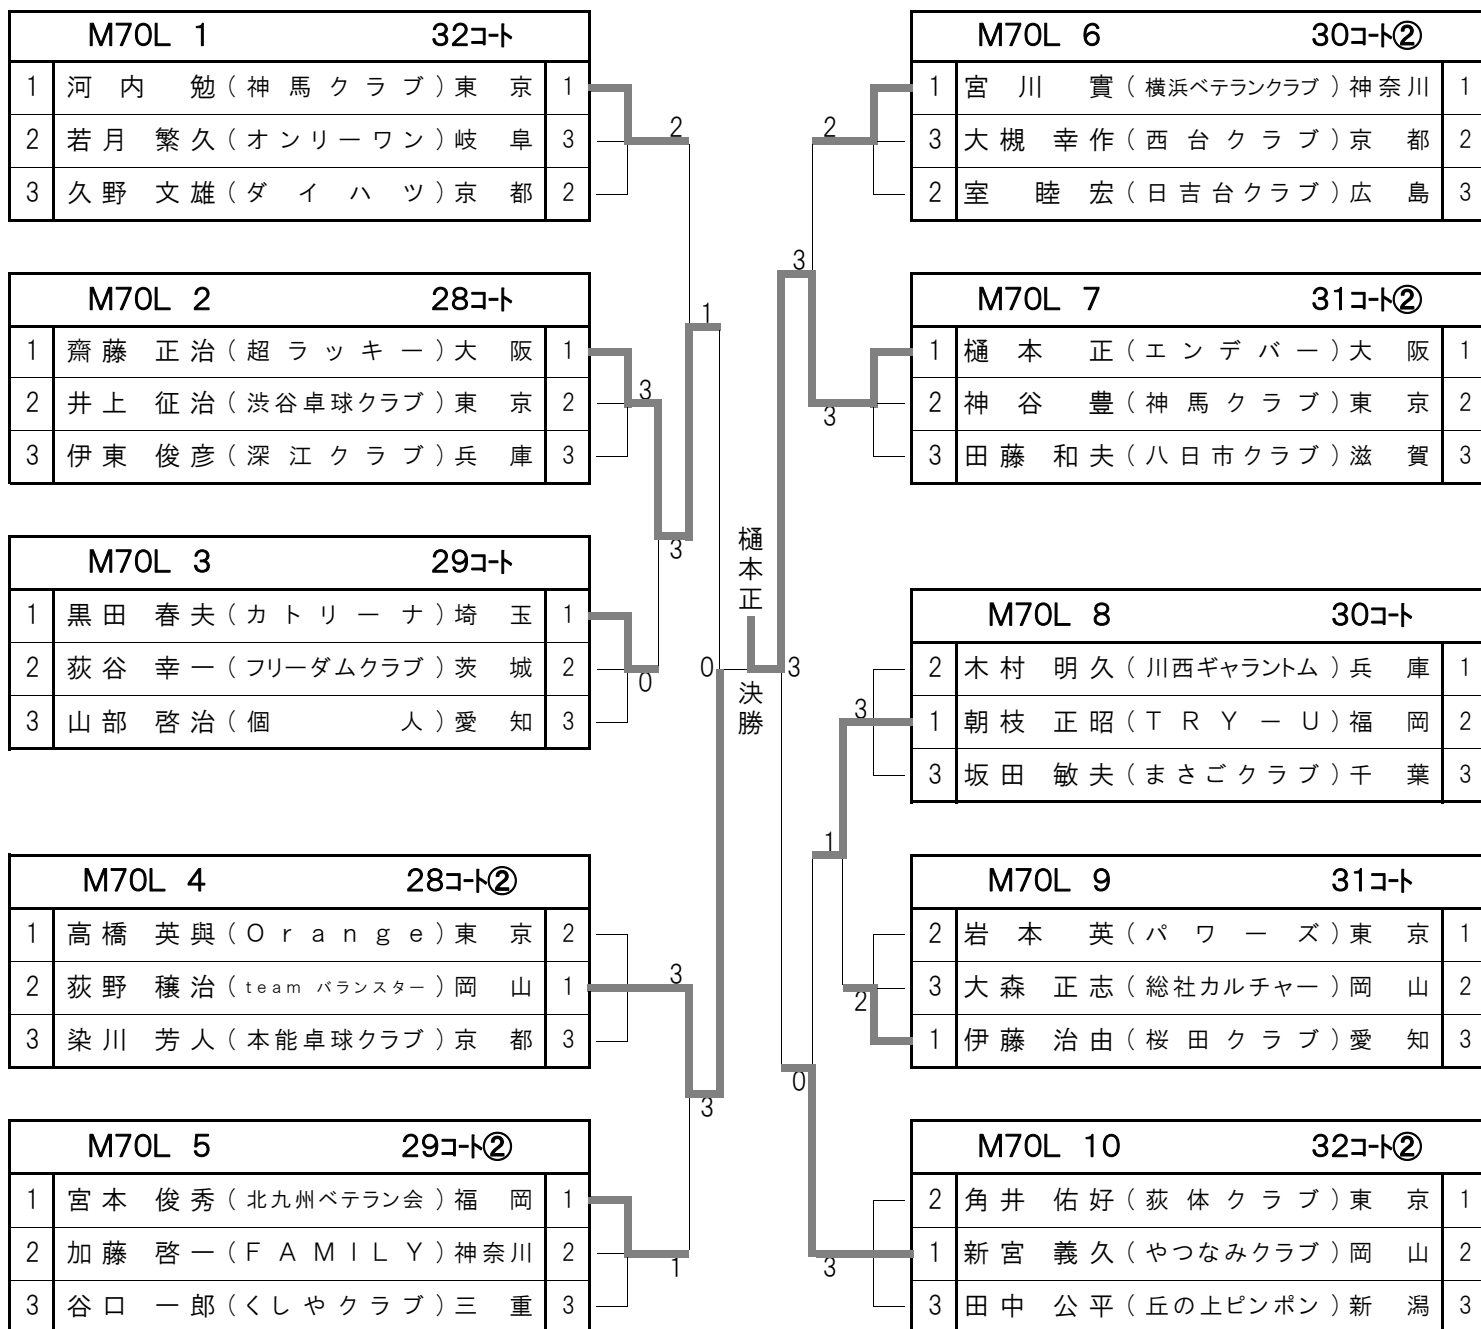 M70L 1 32コート
1 河内 勉（神馬クラブ）東京 1
2 若月 繁久（オンリーワン）岐阜 3
3 久野 文雄（ダイハツ）京都 2
2
M70L 2 28コート
1 齋藤 正治（超ラッキー）大阪 1
2 井上 征治（渋谷卓球クラブ）東京 2
3 伊東 俊彦（深江クラブ）兵庫 3
3
1
M70L 3 29コート
1 黒田 春夫（カトリーナ）埼玉 1
2 荻谷 幸一（フリーダムクラブ）茨城 2
3 山部 啓治（個人）愛知 3
3
0
0
M70L 4 28コート②
1 高橋 英與（Orange）東京 2
2 荻野 穣治（team バランスター）岡山 1
3 染川 芳人（本能卓球クラブ）京都 3
3
3
M70L 5 29コート②
1 宮本 俊秀（北九州ベテラン会）福岡 1
2 加藤 啓一（FAMILY）神奈川 2
3 谷口 一郎（くしやクラブ）三重 3
1
樋本正
決勝
3
M70L 6 30コート②
1 宮川 實（横浜ベテランクラブ）神奈川 1
3 大槻 幸作（西台クラブ）京都 2
2 室 睦宏（日吉台クラブ）広島 3
2
3
M70L 7 31コート②
1 樋本 正（エンデバー）大阪 1
2 神谷 豊（神馬クラブ）東京 2
3 田藤 和夫（八日市クラブ）滋賀 3
3
M70L 8 30コート
2 木村 明久（川西ギャラントム）兵庫 1
1 朝枝 正昭（TRY－U）福岡 2
3 坂田 敏夫（まさごクラブ）千葉 3
3
1
M70L 9 31コート
2 岩本 英（パワーズ）東京 1
3 大森 正志（総社カルチャー）岡山 2
1 伊藤 治由（桜田クラブ）愛知 3
2
0
M70L 10 32コート②
2 角井 佑好（荻体クラブ）東京 1
1 新宮 義久（やつなみクラブ）岡山 2
3 田中 公平（丘の上ピンポン）新潟 3
3